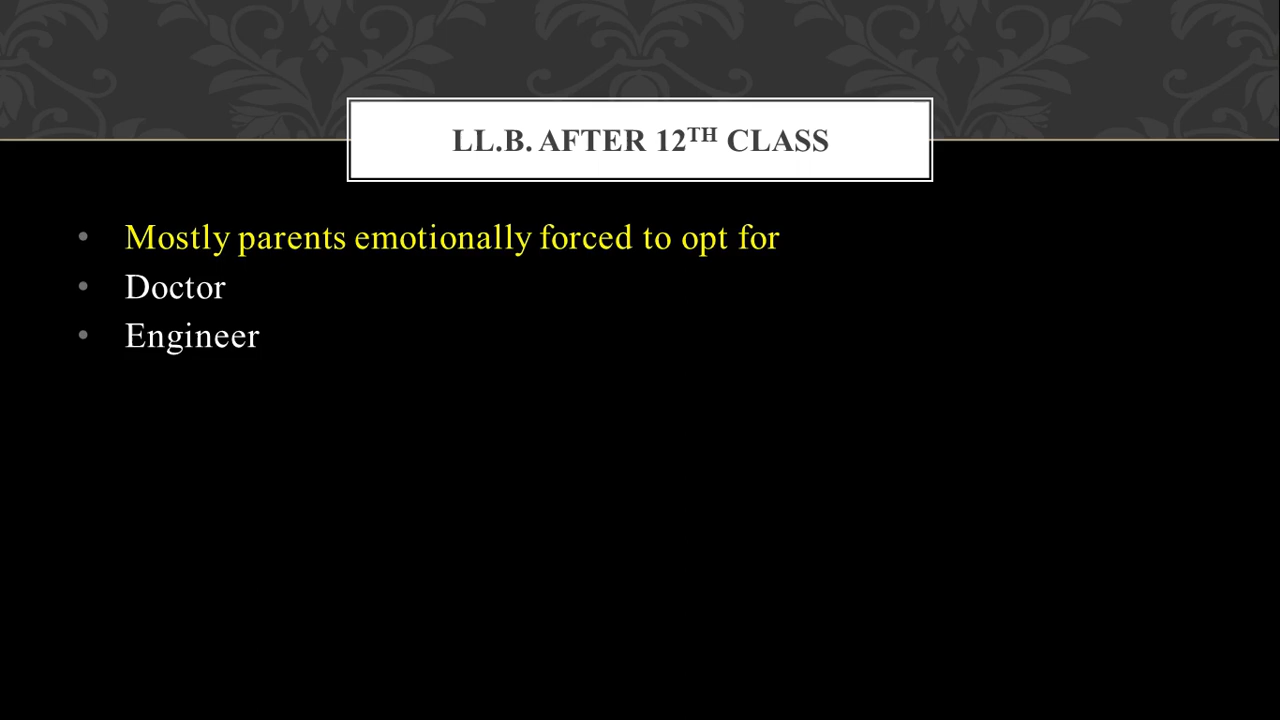 LL.B. AFTER 12TH CLASS
• Mostly parents emotionally forced to opt for
• Doctor
• Engineer